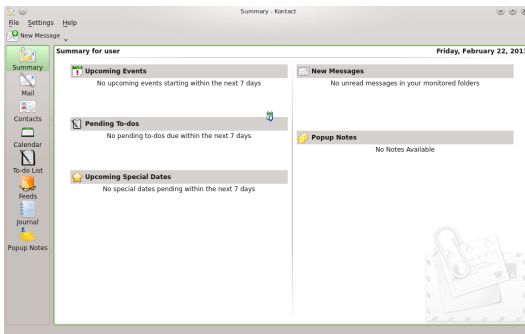 Summary - Kontact
File Settings Help
New Message
Summary for user
Friday, February 22, 2013
Summary
Mail
Contacts
Calendar
To-do List
Feeds
Journal
Popup Notes
Upcoming Events
No upcoming events starting within the next 7 days
Pending To-dos
No pending to-dos due within the next 7 days
Upcoming Special Dates
No special dates pending within the next 7 days
New Messages
No unread messages in your monitored folders
Popup Notes
No Notes Available